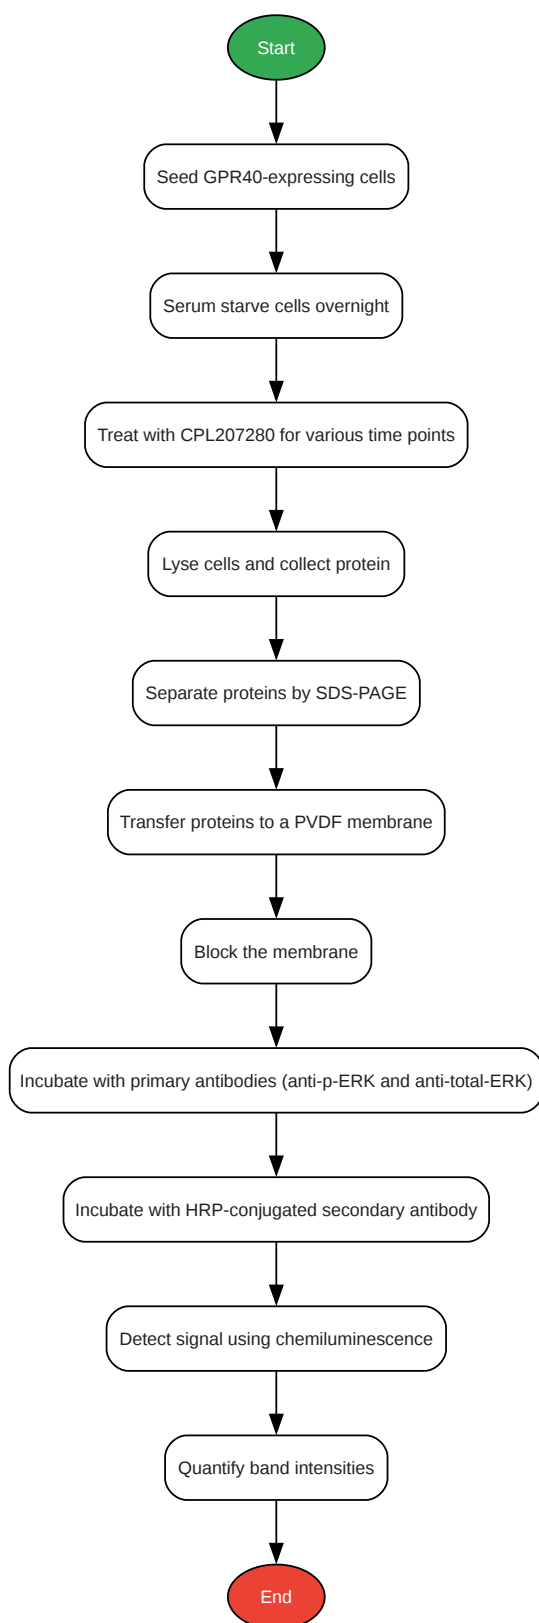 Start
Seed GPR40-expressing cells
Serum starve cells overnight
Treat with CPL207280 for various time points
Lyse cells and collect protein
Separate proteins by SDS-PAGE
Transfer proteins to a PVDF membrane
Block the membrane
Incubate with primary antibodies (anti-p-ERK and anti-total-ERK)
Incubate with HRP-conjugated secondary antibody
Detect signal using chemiluminescence
Quantify band intensities
End